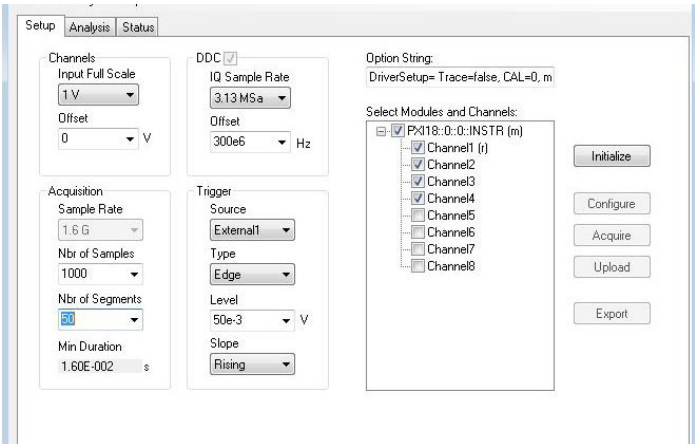 Setup Analysis Status
Channels
Input Full Scale
1 V
Offset
0 V
DDC
IQ Sample Rate
3.13 MSa
Offset
300e6 Hz
Acquisition
Sample Rate
1.6 G
Nbr of Samples
1000
Nbr of Segments
50
Min Duration
1.60E-002 s
Trigger
Source
External1
Type
Edge
Level
50e-3 V
Slope
Rising
Option String:
DriverSetup= Trace=false, CAL=0, m
Select Modules and Channels:
PXI18::0::0::INSTR (m)
Channel1 (r)
Channel2
Channel3
Channel4
Channel5
Channel6
Channel7
Channel8
Initialize
Configure
Acquire
Upload
Export